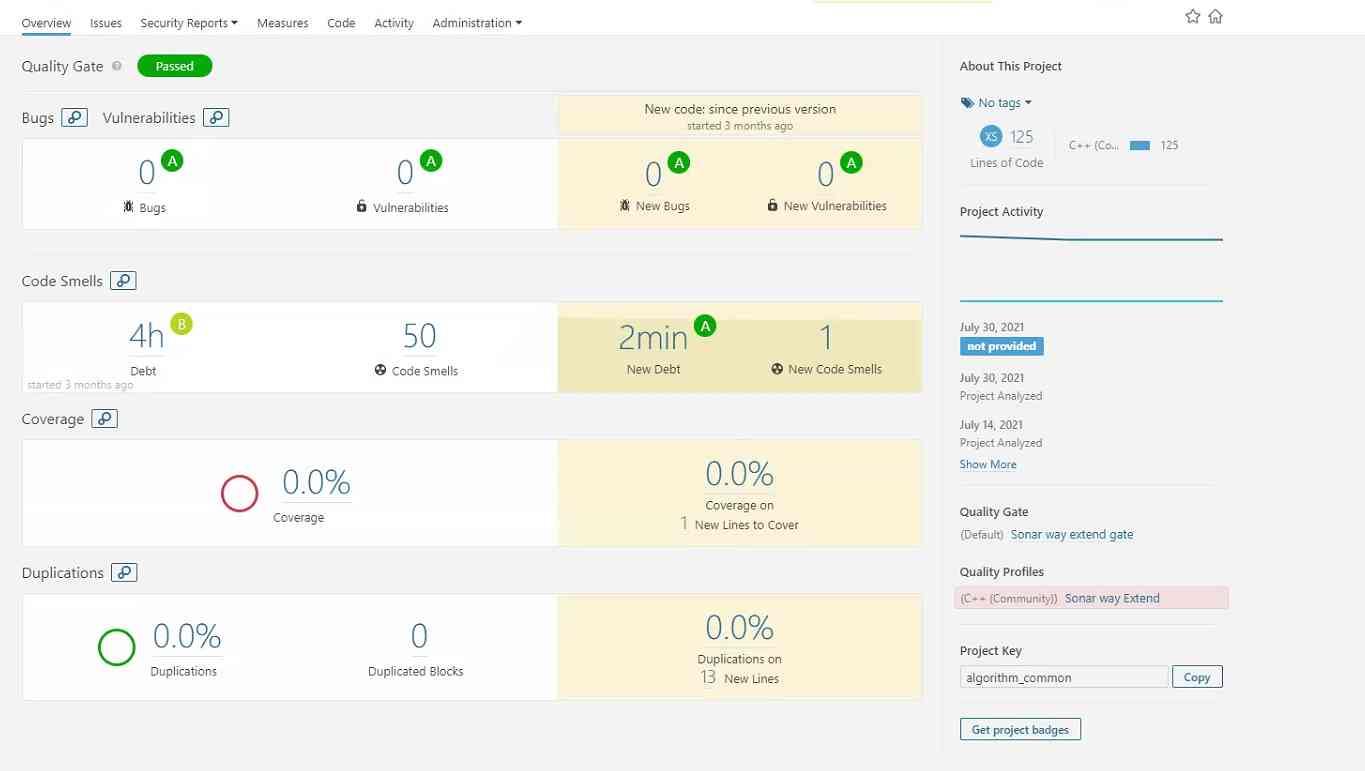 Overview Issues Security Reports Measures Code Activity Administration
Quality Gate ? Passed
Bugs Vulnerabilities
New code: since previous version
started 3 months ago
0 A
Bugs
0 A
Vulnerabilities
0 A
New Bugs
0 A
New Vulnerabilities
Code Smells
4h B
Debt
started 3 months ago
50
Code Smells
2min A
New Debt
1
New Code Smells
Coverage
0.0%
Coverage
0.0%
Coverage on
1 New Lines to Cover
Duplications
0.0%
Duplications
0
Duplicated Blocks
0.0%
Duplications on
13 New Lines
About This Project
No tags
XS 125
Lines of Code
C++ (Co... 125
Project Activity
July 30, 2021
not provided
July 30, 2021
Project Analyzed
July 14, 2021
Project Analyzed
Show More
Quality Gate
(Default) Sonar way extend gate
Quality Profiles
(C++ (Community)) Sonar way Extend
Project Key
algorithm_common Copy
Get project badges